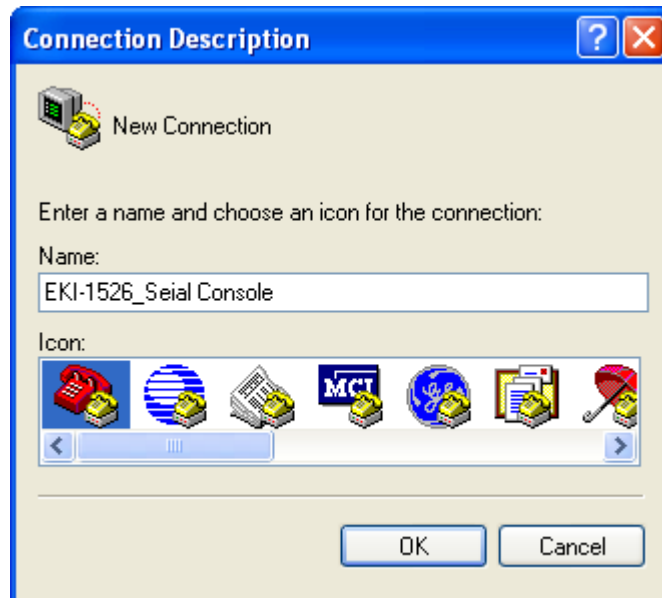 Connection Description
New Connection
Enter a name and choose an icon for the connection:
Name:
EKI-1526_Seial Console
Icon:
MCI
OK Cancel